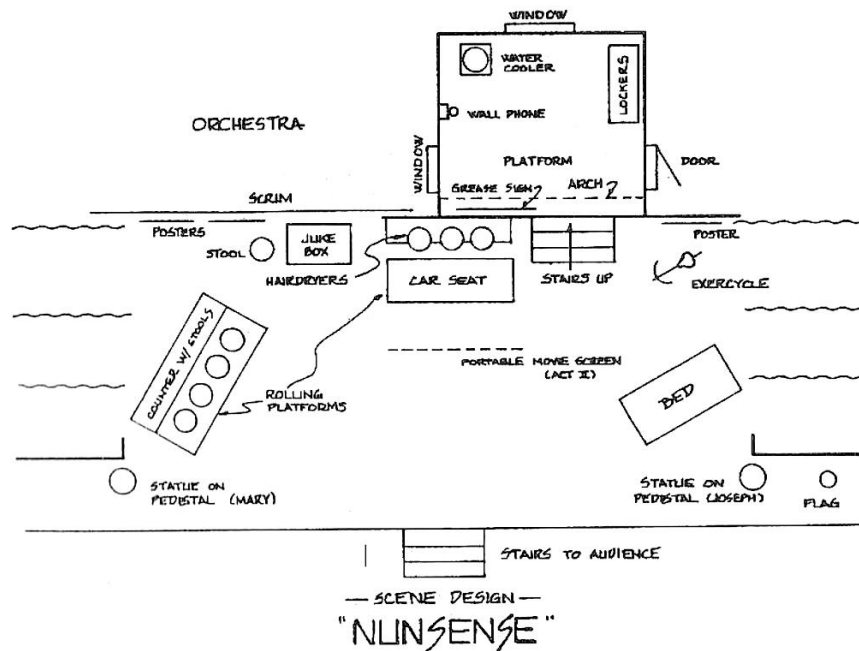 WINDOW
WATER
COOLER
LOCKERS
WALL PHONE
ORCHESTRA
WINDOW
PLATFORM
DOOR
GREASE SIGN
ARCH
SCRIM
POSTERS
STOOL
JUKE
BOX
HAIRDRYERS
CAR SEAT
STAIRS UP
POSTER
EXERCYCLE
COUNTER W/ STOOLS
PORTABLE MOVIE SCREEN
(ACT II)
ROLLING
PLATFORMS
BED
STATUE ON
PEDESTAL (MARY)
STATUE ON
PEDESTAL (JOSEPH)
FLAG
STAIRS TO AUDIENCE
— SCENE DESIGN —
"NUNSENSE"